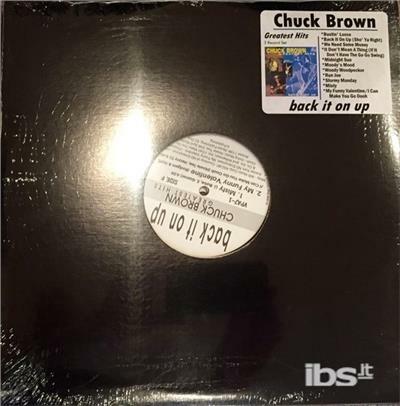 Chuck Brown
Greatest Hits
2 Record Set
CHUCK BROWN
*Bustin' Loose
*Back It On Up (Sho' Ya Right)
*We Need Some Money
*It Don't Mean A Thing (If It
Don't Have The Go-Go Swing)
*Midnight Sun
*Moody's Mood
*Woody Woodpecker
*Run Joe
*Stormy Monday
*Misty
*My Funny Valentine/I Can
Make You Go Oooh
back it on up
back it on up
CHUCK BROWN
GREATEST HITS
SIDE
1. Misty
2. My Funny Valentine
ibs.it